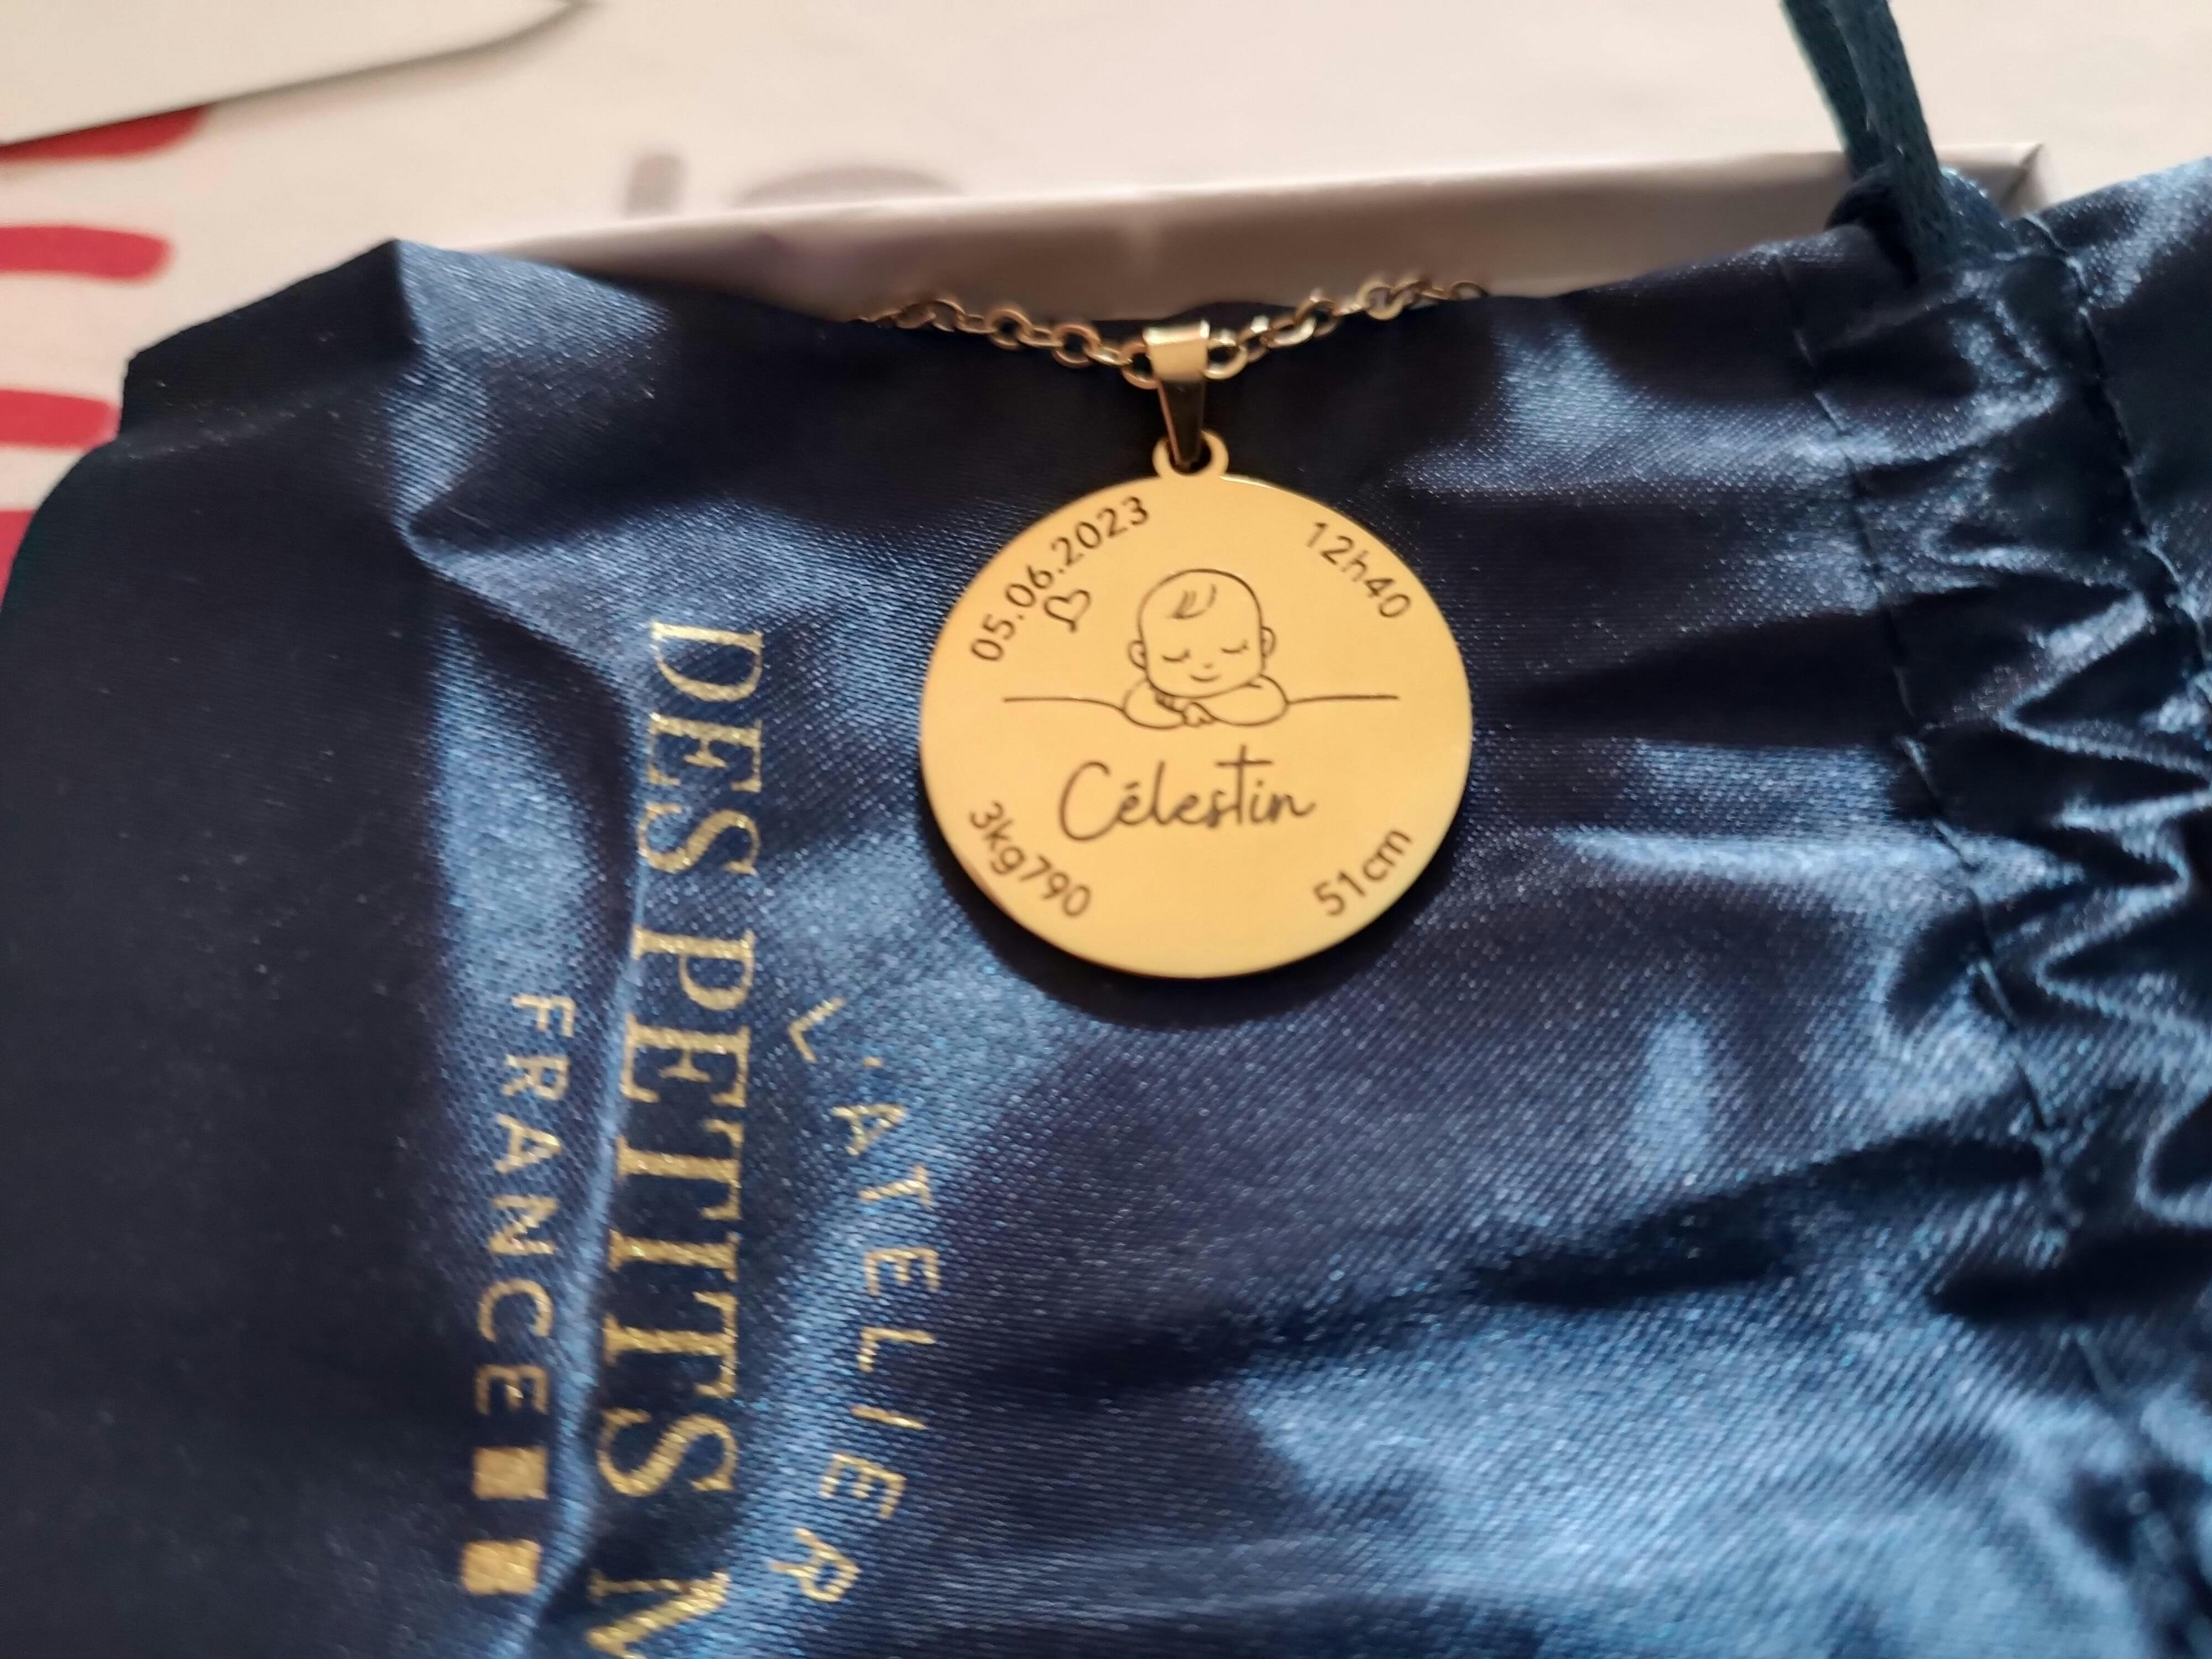 05.06.2023
12h40
Célestin
3kg790
51cm
L'ATELIER
DES PETITS
FRANCE